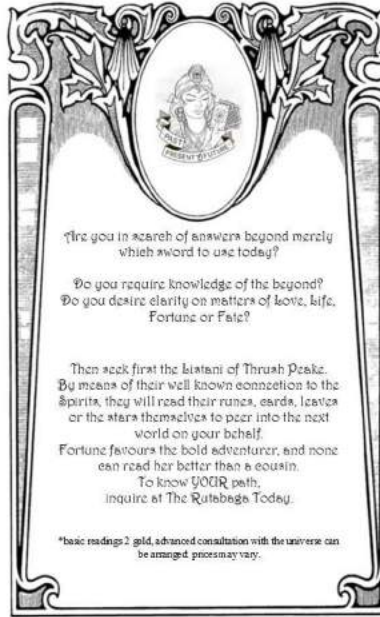 PAST
PRESENT & FUTURE
Are you in search of answers beyond merely
which sword to use today?
Do you require knowledge of the beyond?
Do you desire clarity on matters of Love, Life,
Fortune or Fate?
Then seek first the Listani of Thrush Peake.
By means of their well known connection to the
Spirits, they will read their runes, cards, leaves
or the stars themselves to peer into the next
world on your behalf.
Fortune favours the bold adventurer, and none
can read her better than a cousin.
To know YOUR path,
inquire at The Rutabaga Today.
*basic readings 2 gold, advanced consultation with the universe can
be arranged. prices may vary.